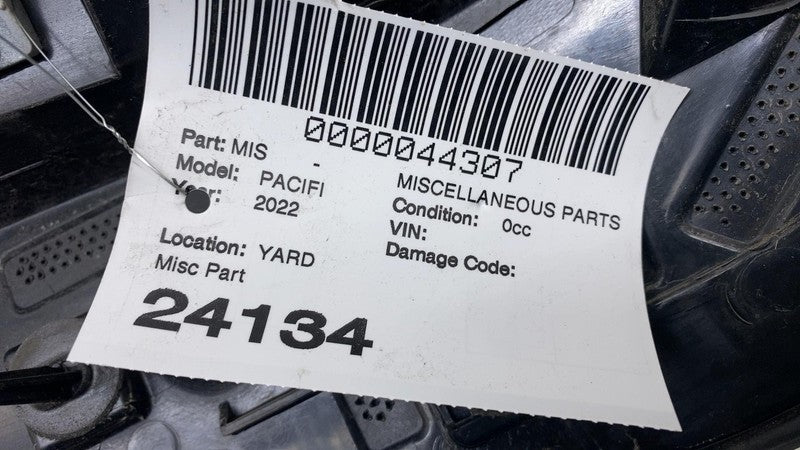 0000044307
Part: MIS - MISCELLANEOUS PARTS
Model: PACIFI Condition: 0cc
Year: 2022 VIN:
Location: YARD Damage Code:
Misc Part
24134